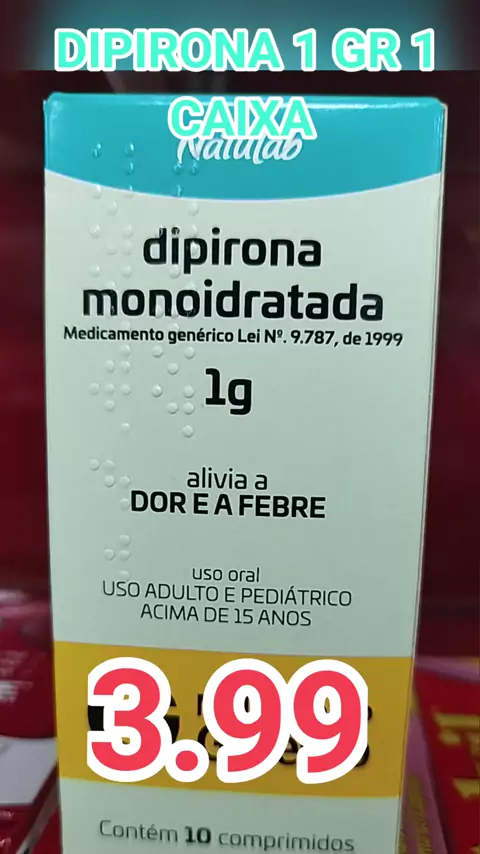 DIPIRONA 1 GR 1
CAIXA
Natulab
dipirona
monoidratada
Medicamento genérico Lei Nº. 9.787, de 1999
1g
alivia a
DOR E A FEBRE
uso oral
USO ADULTO E PEDIÁTRICO
ACIMA DE 15 ANOS
3.99
Contém 10 comprimidos